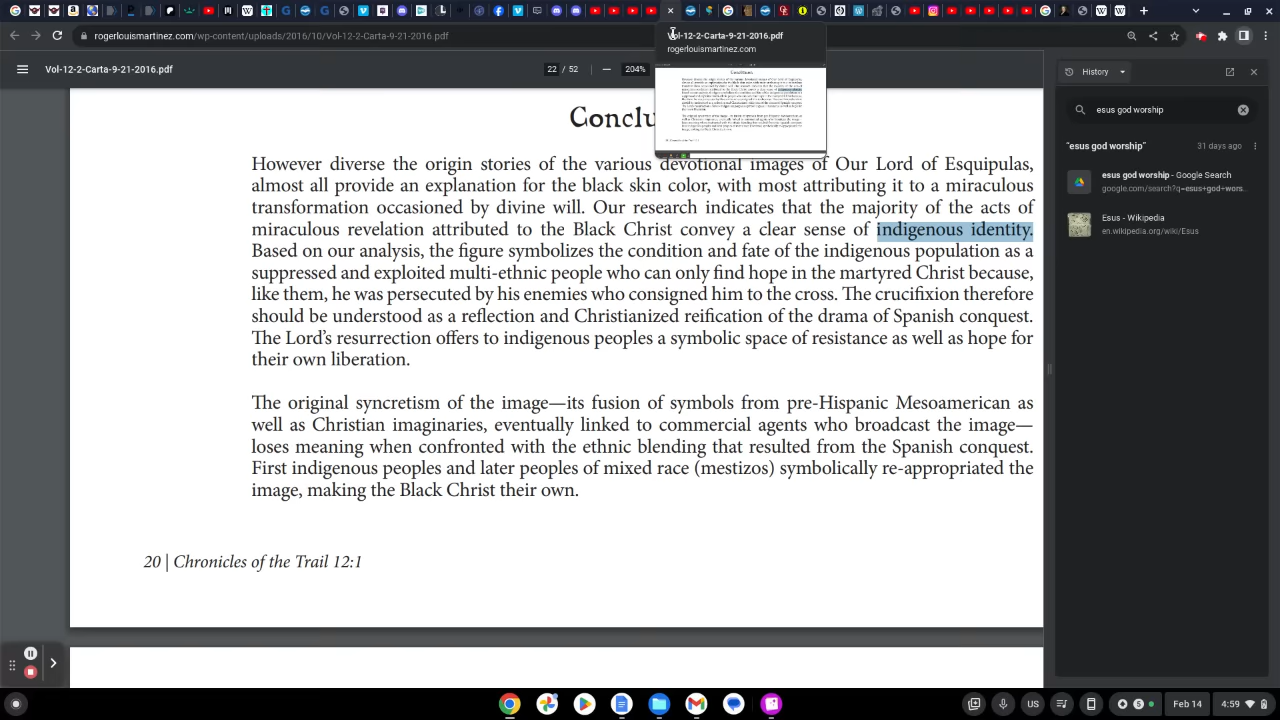 rogerlouismartinez.com/wp-content/uploads/2016/10/Vol-12-2-Carta-9-21-2016.pdf
Vol-12-2-Carta-9-21-2016.pdf
rogerlouismartinez.com
Vol-12-2-Carta-9-21-2016.pdf
22 / 52
204%
Conclu
However diverse the origin stories of the various devotional images of Our Lord of Esquipulas,
almost all provide an explanation for the black skin color, with most attributing it to a miraculous
transformation occasioned by divine will. Our research indicates that the majority of the acts of
miraculous revelation attributed to the Black Christ convey a clear sense of indigenous identity.
Based on our analysis, the figure symbolizes the condition and fate of the indigenous population as a
suppressed and exploited multi-ethnic people who can only find hope in the martyred Christ because,
like them, he was persecuted by his enemies who consigned him to the cross. The crucifixion therefore
should be understood as a reflection and Christianized reification of the drama of Spanish conquest.
The Lord's resurrection offers to indigenous peoples a symbolic space of resistance as well as hope for
their own liberation.
The original syncretism of the image—its fusion of symbols from pre-Hispanic Mesoamerican as
well as Christian imaginaries, eventually linked to commercial agents who broadcast the image—
loses meaning when confronted with the ethnic blending that resulted from the Spanish conquest.
First indigenous peoples and later peoples of mixed race (mestizos) symbolically re-appropriated the
image, making the Black Christ their own.
20 | Chronicles of the Trail 12:1
History
esus god worship
"esus god worship"
31 days ago
esus god worship - Google Search
google.com/search?q=esus+god+wors...
Esus - Wikipedia
en.wikipedia.org/wiki/Esus
US
5
Feb 14
4:59